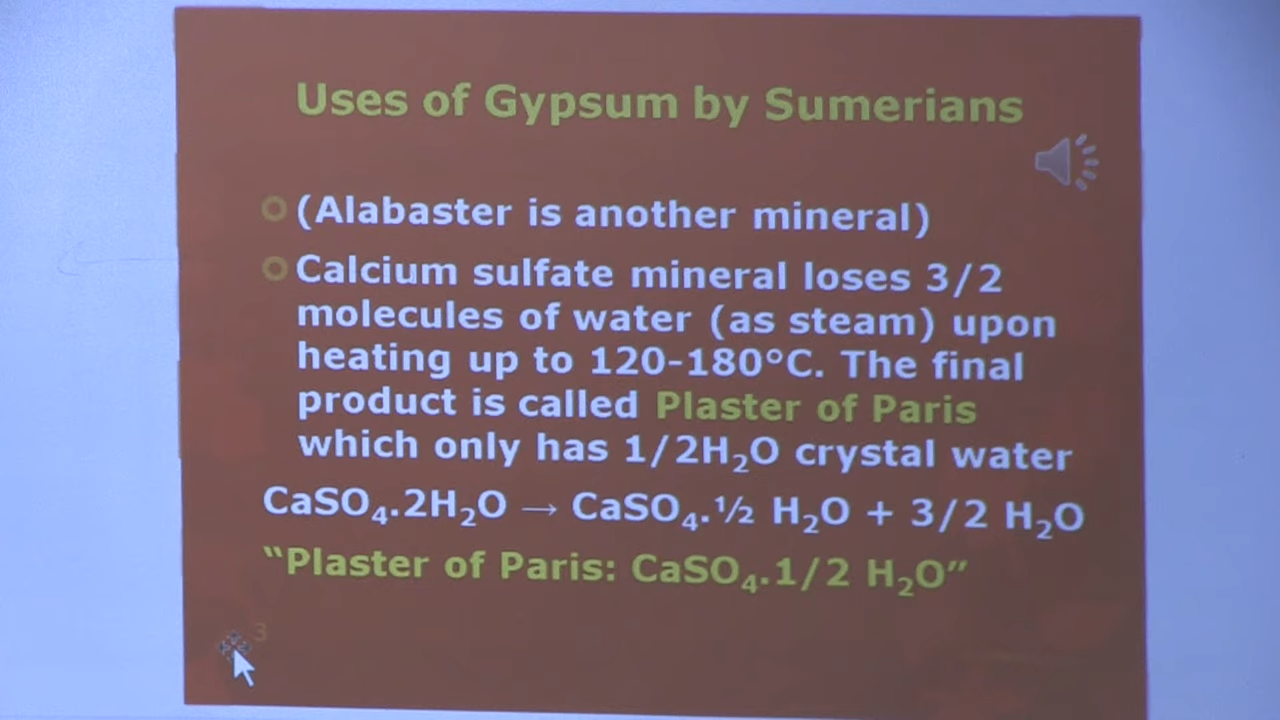 Uses of Gypsum by Sumerians
(Alabaster is another mineral)
Calcium sulfate mineral loses 3/2
molecules of water (as steam) upon
heating up to 120-180°C. The final
product is called Plaster of Paris
which only has 1/2H₂O crystal water
CaSO₄.2H₂O → CaSO₄.½ H₂O + 3/2 H₂O
“Plaster of Paris: CaSO₄.1/2 H₂O”
3